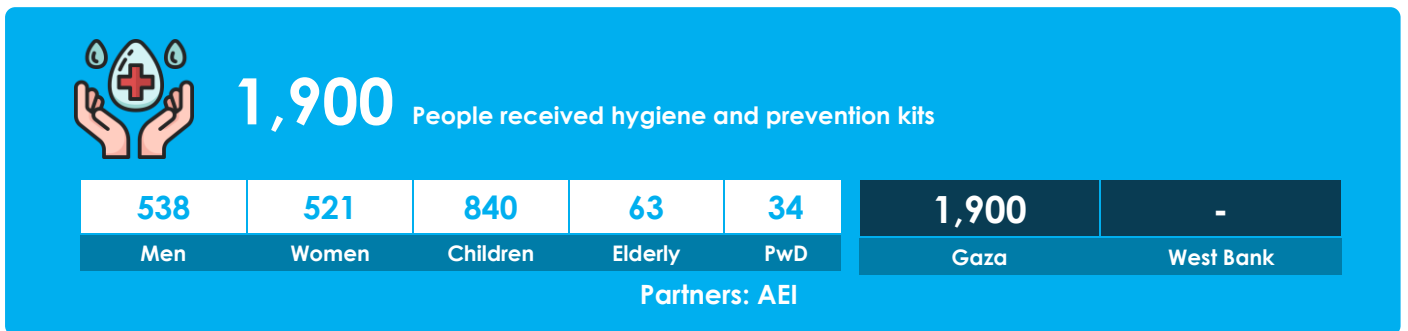 1,900 People received hygiene and prevention kits
538 521 840 63 34 1,900 -
Men Women Children Elderly PwD Gaza West Bank
Partners: AEI